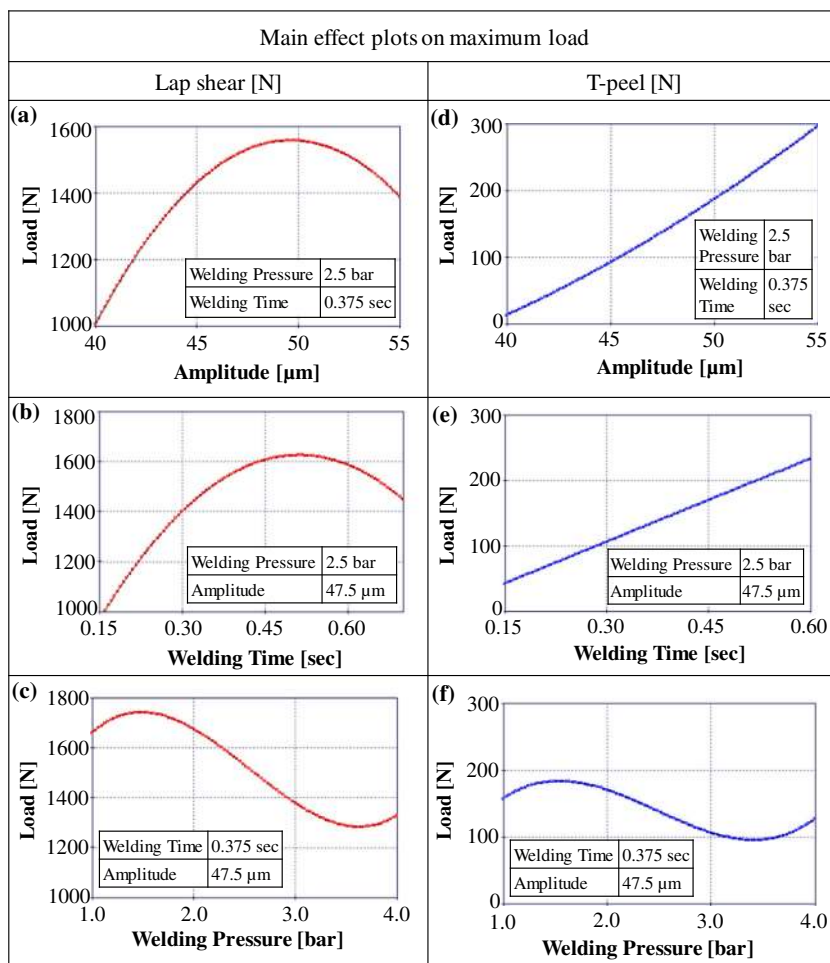 Main effect plots on maximum load
Lap shear [N]
T-peel [N]
(a)
1600
1400
1200
1000
Load [N]
40
45
50
55
Amplitude [µm]
Welding Pressure
2.5 bar
Welding Time
0.375 sec
(d)
300
200
100
0
Load [N]
40
45
50
55
Amplitude [µm]
Welding
Pressure
2.5
bar
Welding
Time
0.375
sec
(b)
1800
1600
1400
1200
1000
Load [N]
0.15
0.30
0.45
0.60
Welding Time [sec]
Welding Pressure
2.5 bar
Amplitude
47.5 µm
(e)
300
200
100
0
Load [N]
0.15
0.30
0.45
0.60
Welding Time [sec]
Welding Pressure
2.5 bar
Amplitude
47.5 µm
(c)
1800
1600
1400
1200
1000
Load [N]
1.0
2.0
3.0
4.0
Welding Pressure [bar]
Welding Time
0.375 sec
Amplitude
47.5 µm
(f)
300
200
100
0
Load [N]
1.0
2.0
3.0
4.0
Welding Pressure [bar]
Welding Time
0.375 sec
Amplitude
47.5 µm